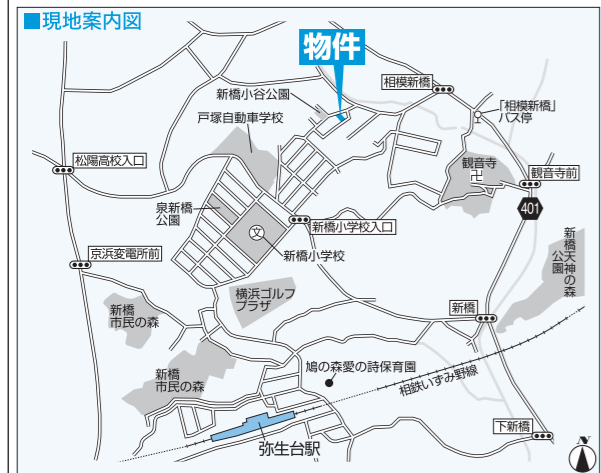 ■現地案内図
物件
新橋小谷公園
相模新橋
戸塚自動車学校
「相模新橋」
バス停
松陽高校入口
観音寺
卍
観音寺前
401
泉新橋
公園
新橋小学校入口
文
新橋小学校
京浜変電所前
新橋天神の森
公園
横浜ゴルフ
プラザ
新橋
市民の森
新橋
新橋
市民の森
鳩の森愛の詩保育園
相鉄いずみ野線
下新橋
弥生台駅
N